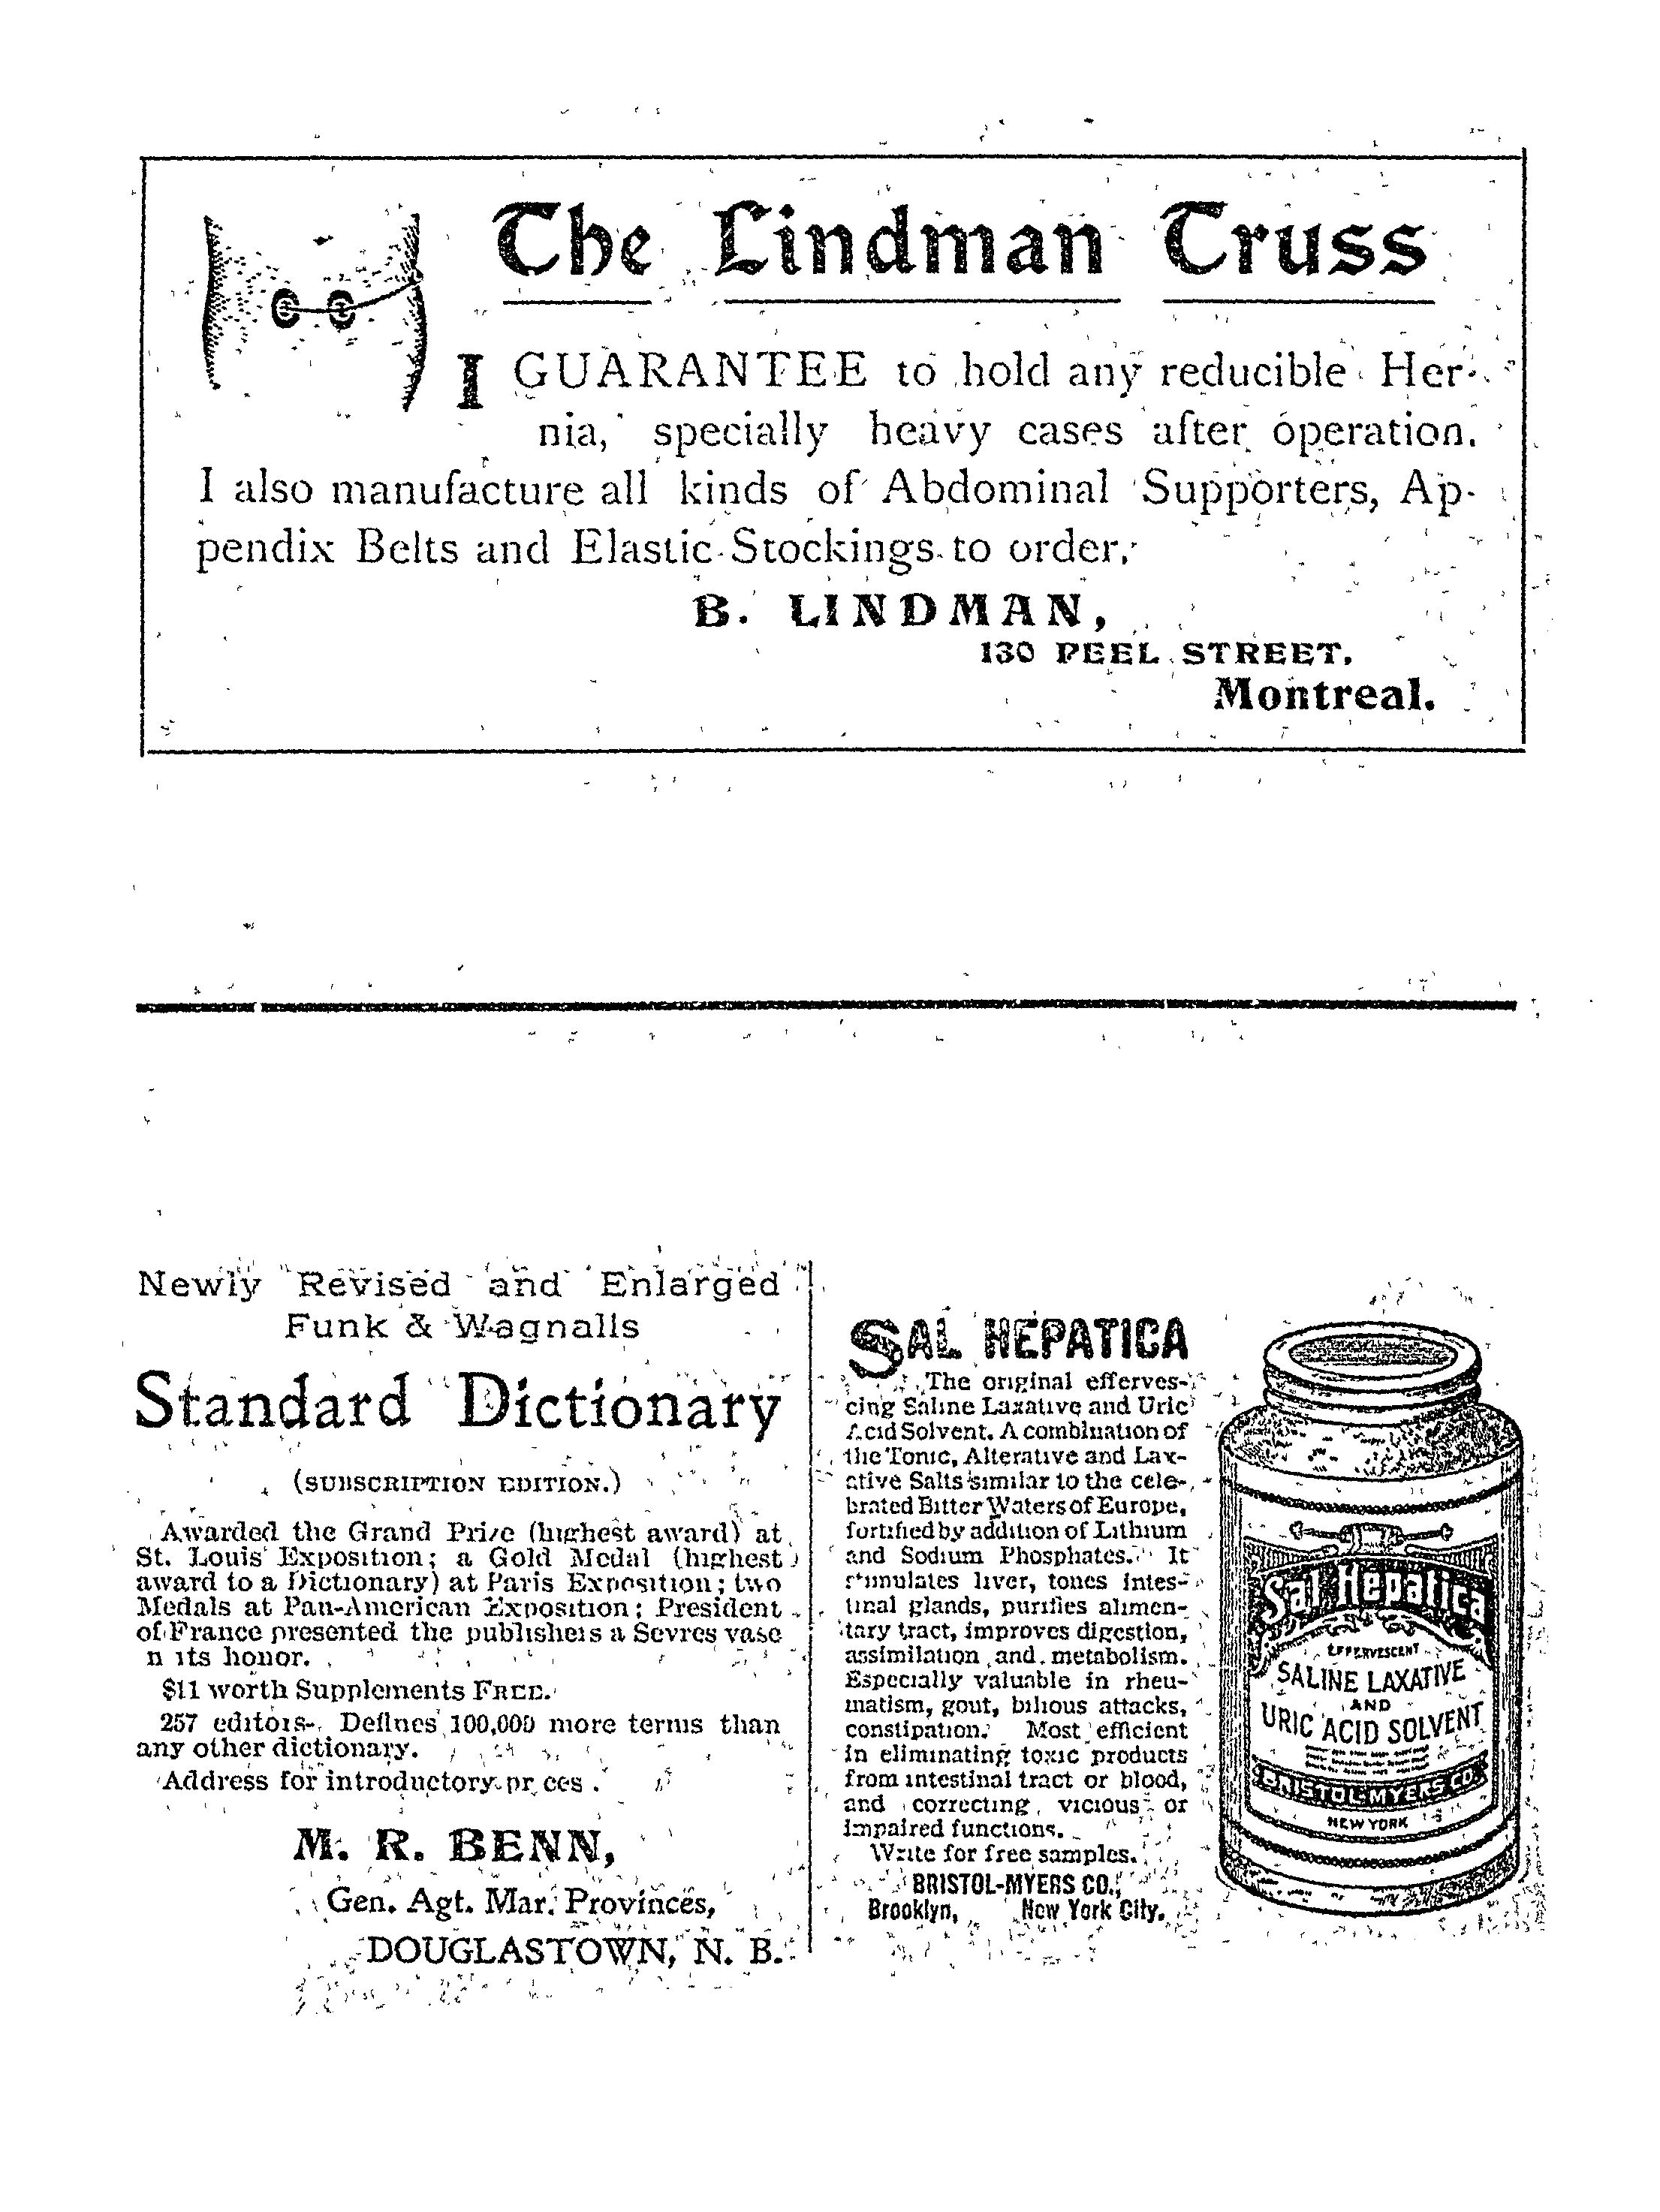 The Lindman Truss
I GUARANTEE to hold any reducible Her-
nia, specially heavy cases after operation.
I also manufacture all kinds of Abdominal Supporters, Ap-
pendix Belts and Elastic Stockings to order.
B. LINDMAN,
130 PEEL STREET.
Montreal.
Newly Revised and Enlarged
Funk & Wagnalls
Standard Dictionary
(SUBSCRIPTION EDITION.)
Awarded the Grand Prize (highest award) at
St. Louis Exposition; a Gold Medal (highest
award to a Dictionary) at Paris Exposition; two
Medals at Pan-American Exposition; President
of France presented the publishers a Sevres vase
n its honor.
$11 worth Supplements FREE.
257 editors. Defines 100,000 more terms than
any other dictionary.
Address for introductory pr ces.
M. R. BENN,
Gen. Agt. Mar. Provinces,
DOUGLASTOWN, N. B.
SAL HEPATICA
The original efferves-
cing Saline Laxative and Uric
Acid Solvent. A combination of
the Tonic, Alterative and Lax-
ative Salts similar to the cele-
brated Bitter Waters of Europe,
fortified by addition of Lithium
and Sodium Phosphates. It
stimulates liver, tones intes-
tinal glands, purifies alimen-
tary tract, improves digestion,
assimilation and metabolism.
Especially valuable in rheu-
matism, gout, bilious attacks,
constipation. Most efficient
in eliminating toxic products
from intestinal tract or blood,
and correcting vicious or
impaired functions.
Write for free samples.
BRISTOL-MYERS CO.,
Brooklyn, New York City.
Sal Hepatica
EFFERVESCENT
SALINE LAXATIVE
AND
URIC ACID SOLVENT
BRISTOL-MYERS CO.
NEW YORK